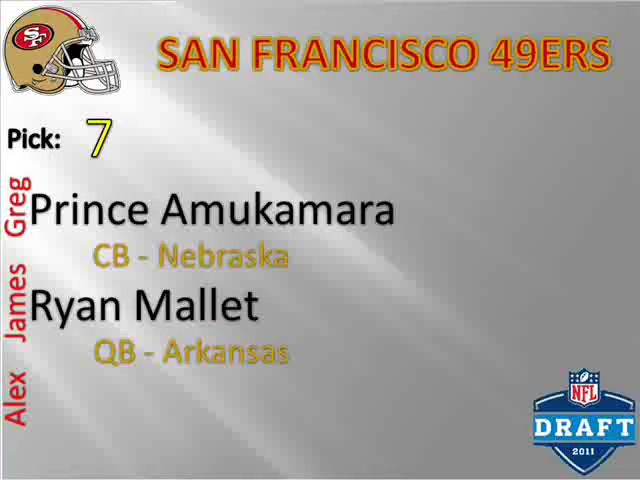 SF
SAN FRANCISCO 49ERS
Pick: 7
Greg
Prince Amukamara
CB - Nebraska
James
Ryan Mallet
QB - Arkansas
Alex
NFL
DRAFT
2011